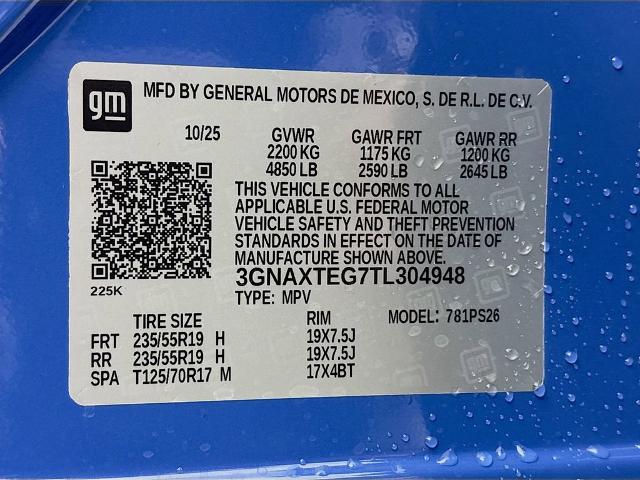 gm
MFD BY GENERAL MOTORS DE MEXICO, S. DE R.L. DE C.V.
10/25 GVWR GAWR FRT GAWR RR
2200 KG 1175 KG 1200 KG
4850 LB 2590 LB 2645 LB
THIS VEHICLE CONFORMS TO ALL
APPLICABLE U.S. FEDERAL MOTOR
VEHICLE SAFETY AND THEFT PREVENTION
STANDARDS IN EFFECT ON THE DATE OF
MANUFACTURE SHOWN ABOVE.
3GNAXTEG7TL304948
225K
TYPE: MPV
TIRE SIZE RIM MODEL: 781PS26
FRT 235/55R19 H 19X7.5J
RR 235/55R19 H 19X7.5J
SPA T125/70R17 M 17X4BT